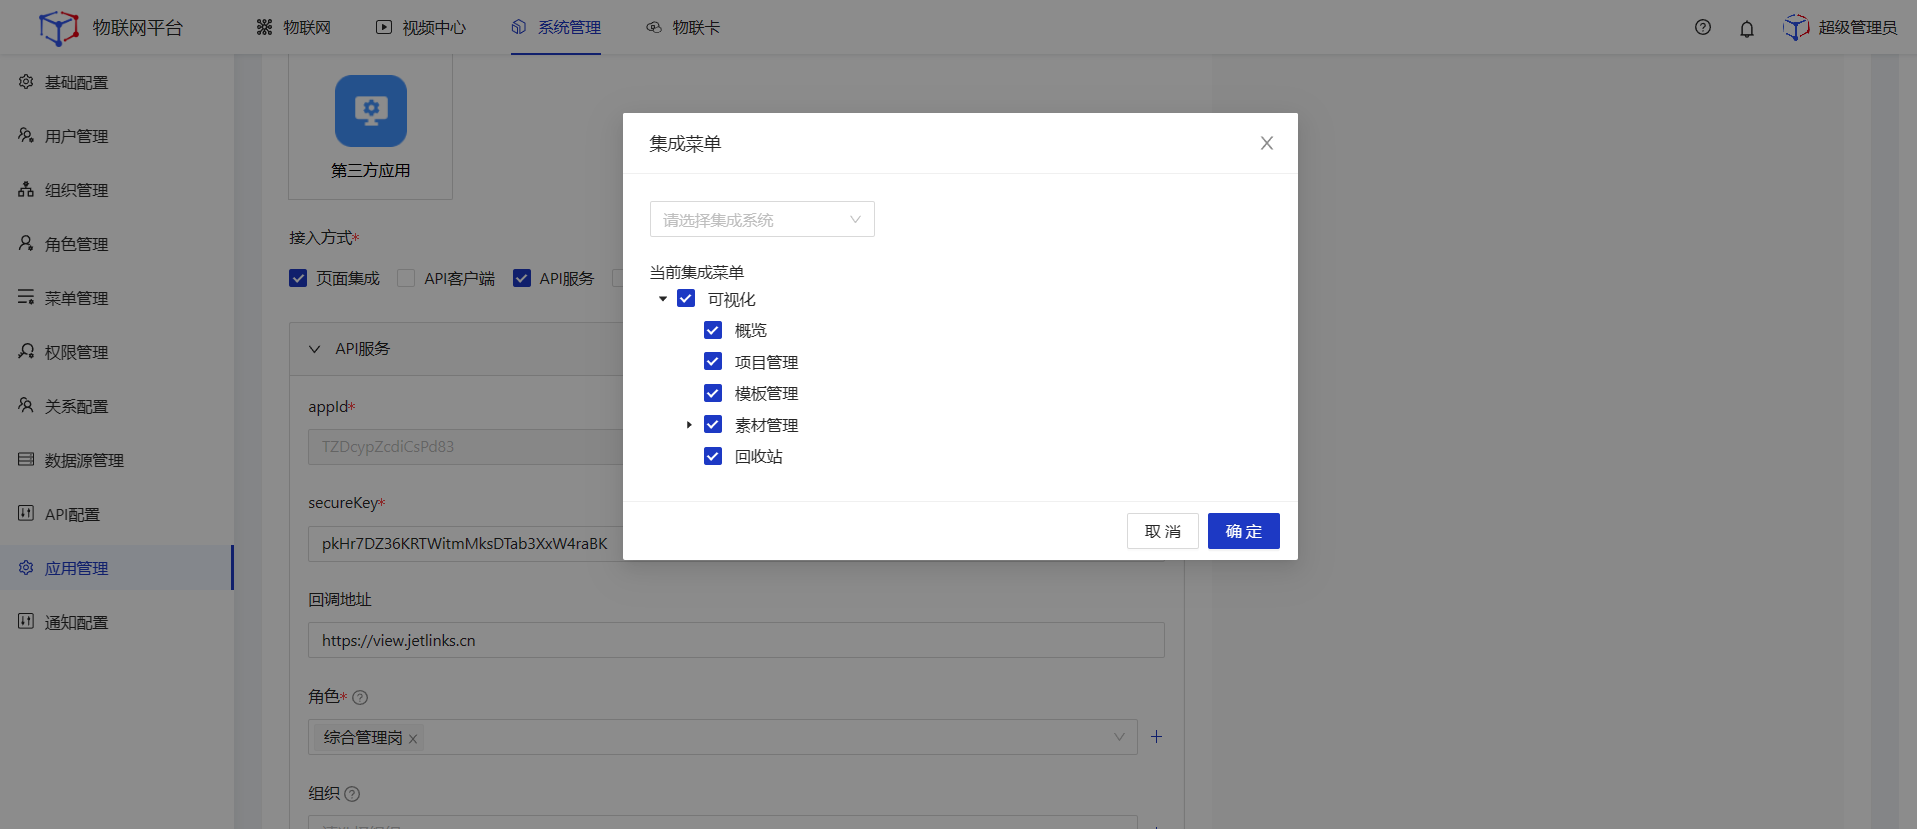 物联网平台
物联网
视频中心
系统管理
物联卡
超级管理员
基础配置
用户管理
组织管理
角色管理
菜单管理
权限管理
关系配置
数据源管理
API配置
应用管理
通知配置
第三方应用
接入方式*
页面集成
API客户端
API服务
API服务
appId*
TZDcypZcdiCsPd83
secureKey*
pkHr7DZ36KRTWitmMksDTab3XxW4raBK
回调地址
https://view.jetlinks.cn
角色*
综合管理岗
组织
集成菜单
请选择集成系统
当前集成菜单
可视化
概览
项目管理
模板管理
素材管理
回收站
取 消
确 定